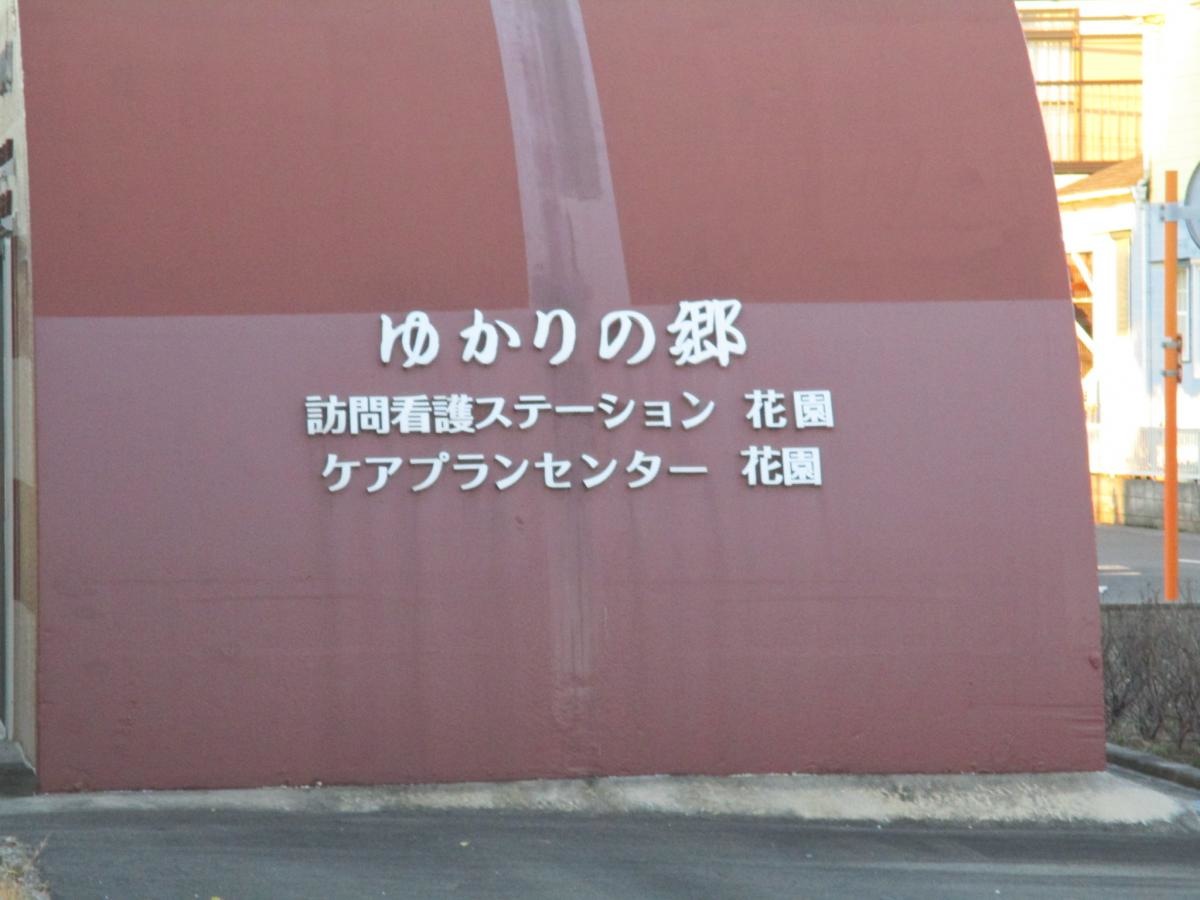 ゆかりの郷
訪問看護ステーション 花園
ケアプランセンター 花園